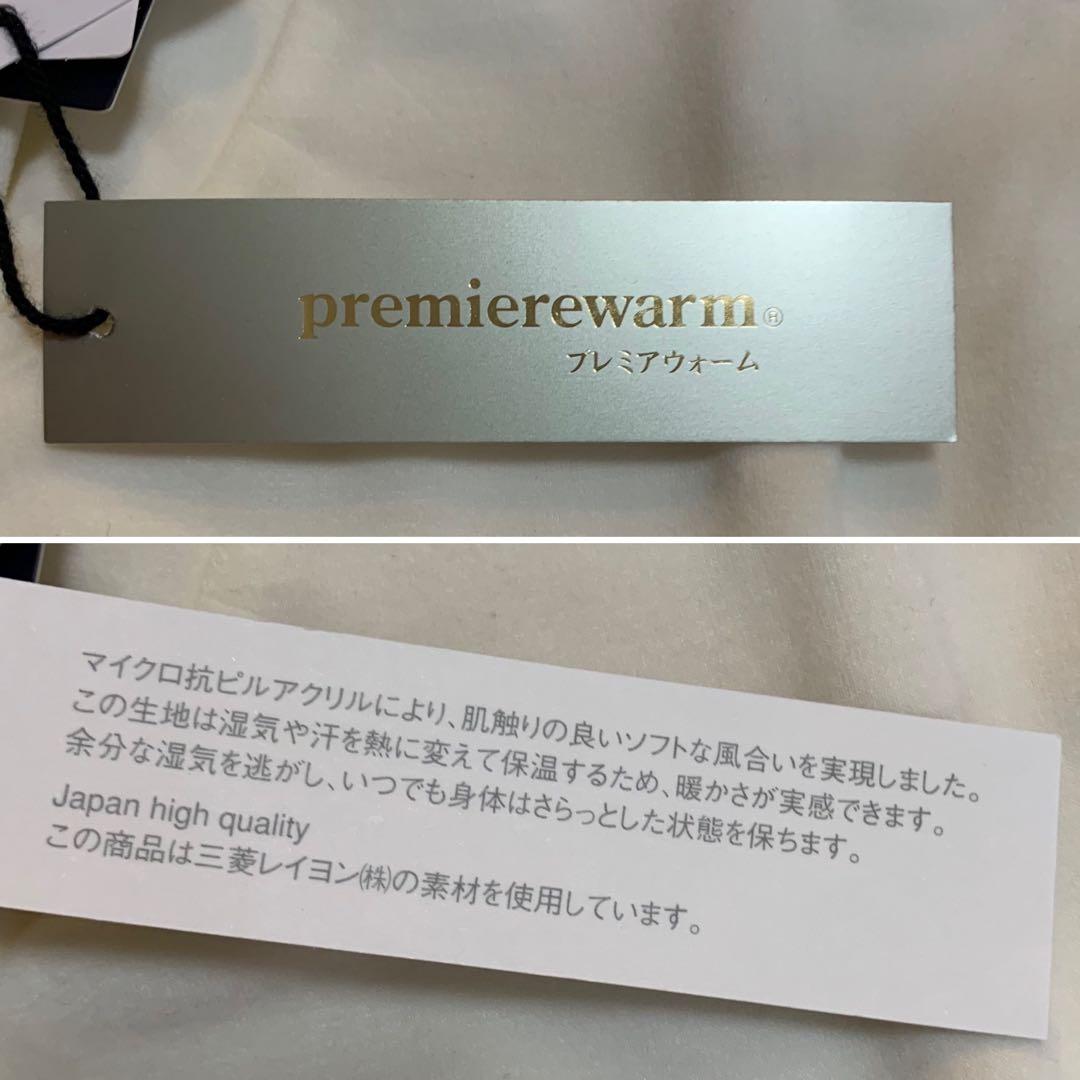 premierewarm®
プレミアウォーム
マイクロ抗ピルアクリルにより、肌触りの良いソフトな風合いを実現しました。
この生地は湿気や汗を熱に変えて保温するため、暖かさが実感できます。
余分な湿気を逃がし、いつでも身体はさらっとした状態を保ちます。
Japan high quality
この商品は三菱レイヨン㈱の素材を使用しています。